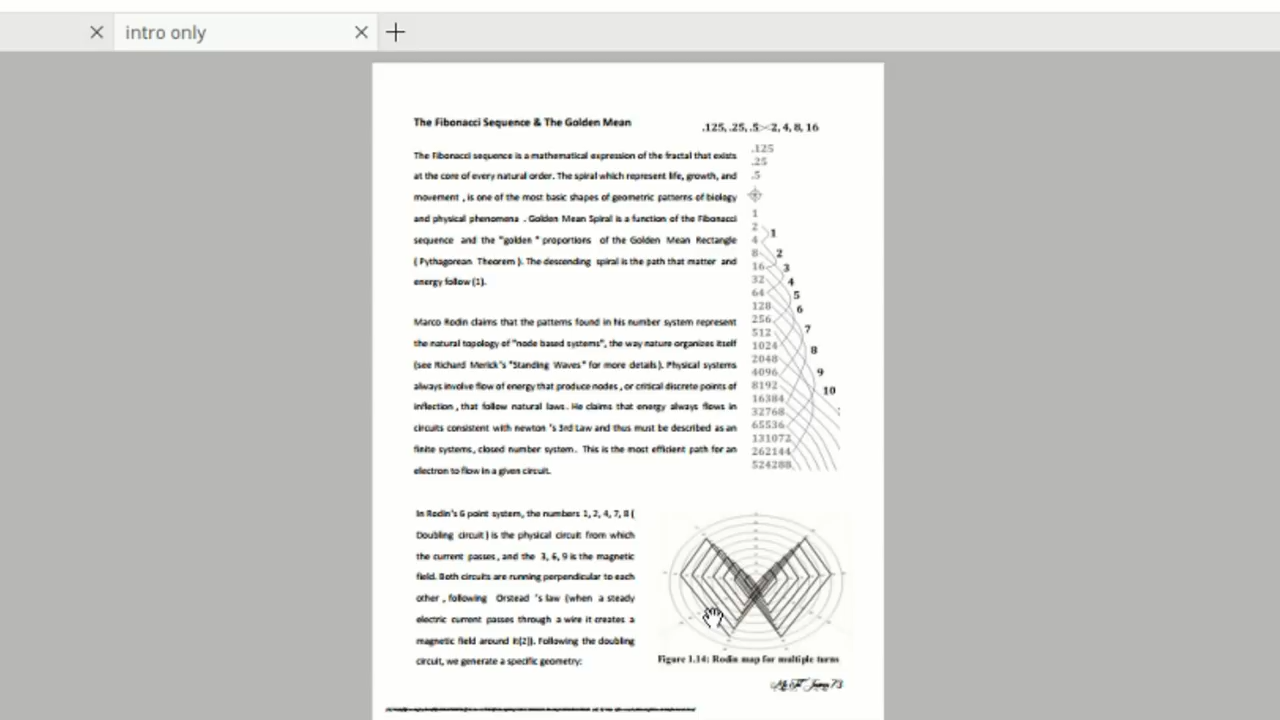 intro only
The Fibonacci Sequence & The Golden Mean
.125, .25, .5 2, 4, 8, 16
The Fibonacci sequence is a mathematical expression of the fractal that exists
at the core of every natural order. The spiral which represent life, growth, and
movement , is one of the most basic shapes of geometric patterns of biology
and physical phenomena . Golden Mean Spiral is a function of the Fibonacci
sequence and the "golden " proportions of the Golden Mean Rectangle
( Pythagorean Theorem ). The descending spiral is the path that matter and
energy follow (1).
Marco Rodin claims that the patterns found in his number system represent
the natural topology of "node based systems", the way nature organizes itself
(see Richard Merick's "Standing Waves" for more details). Physical systems
always involve flow of energy that produce nodes , or critical discrete points of
inflection , that follow natural laws. He claims that energy always flows in
circuits consistent with newton 's 3rd Law and thus must be described as an
finite systems, closed number system. This is the most efficient path for an
electron to flow in a given circuit.
.125
.25
.5
1
2
4
8
16
32
64
128
256
512
1024
2048
4096
8192
16384
32768
65536
131072
262144
524288
1
2
3
4
5
6
7
8
9
10
In Rodin's 6 point system, the numbers 1, 2, 4, 7, 8 (
Doubling circuit ) is the physical circuit from which
the current passes , and the 3, 6, 9 is the magnetic
field. Both circuits are running perpendicular to each
other , following Orstead 's law (when a steady
electric current passes through a wire it creates a
magnetic field around it[2]). Following the doubling
circuit, we generate a specific geometry:
Figure 1.14: Rodin map for multiple turns
73